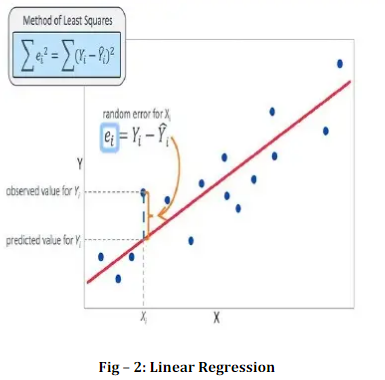 Method of Least Squares
∑eᵢ² = ∑(Yᵢ – Ŷᵢ)²
random error for Xᵢ
eᵢ = Yᵢ – Ŷᵢ
Y
observed value for Yᵢ
predicted value for Yᵢ
Xᵢ
X
Fig – 2: Linear Regression